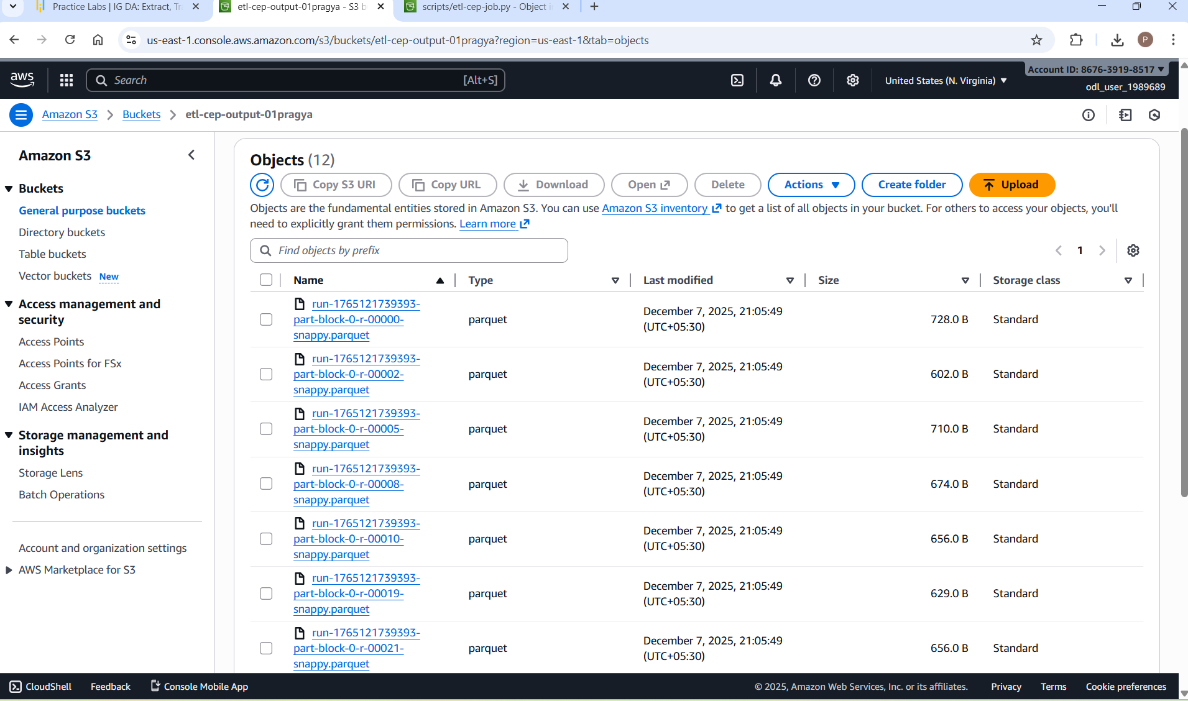 Practice Labs | IG DA: Extract, Tr
etl-cep-output-01pragya - S3 b
scripts/etl-cep-job.py - Object i
us-east-1.console.aws.amazon.com/s3/buckets/etl-cep-output-01pragya?region=us-east-1&tab=objects
P
aws
Search
[Alt+S]
United States (N. Virginia)
Account ID: 8676-3919-8517
odl_user_1989689
Amazon S3
Buckets
etl-cep-output-01pragya
Amazon S3
Buckets
General purpose buckets
Directory buckets
Table buckets
Vector buckets New
Access management and
security
Access Points
Access Points for FSx
Access Grants
IAM Access Analyzer
Storage management and
insights
Storage Lens
Batch Operations
Account and organization settings
AWS Marketplace for S3
Objects (12)
Copy S3 URI
Copy URL
Download
Open
Delete
Actions
Create folder
Upload
Objects are the fundamental entities stored in Amazon S3. You can use Amazon S3 inventory to get a list of all objects in your bucket. For others to access your objects, you'll
need to explicitly grant them permissions. Learn more
Find objects by prefix
1
Name
Type
Last modified
Size
Storage class
run-1765121739393-
part-block-0-r-00000-
snappy.parquet
parquet
December 7, 2025, 21:05:49
(UTC+05:30)
728.0 B
Standard
run-1765121739393-
part-block-0-r-00002-
snappy.parquet
parquet
December 7, 2025, 21:05:49
(UTC+05:30)
602.0 B
Standard
run-1765121739393-
part-block-0-r-00005-
snappy.parquet
parquet
December 7, 2025, 21:05:49
(UTC+05:30)
710.0 B
Standard
run-1765121739393-
part-block-0-r-00008-
snappy.parquet
parquet
December 7, 2025, 21:05:49
(UTC+05:30)
674.0 B
Standard
run-1765121739393-
part-block-0-r-00010-
snappy.parquet
parquet
December 7, 2025, 21:05:49
(UTC+05:30)
656.0 B
Standard
run-1765121739393-
part-block-0-r-00019-
snappy.parquet
parquet
December 7, 2025, 21:05:49
(UTC+05:30)
629.0 B
Standard
run-1765121739393-
part-block-0-r-00021-
snappy.parquet
parquet
December 7, 2025, 21:05:49
(UTC+05:30)
656.0 B
Standard
CloudShell
Feedback
Console Mobile App
© 2025, Amazon Web Services, Inc. or its affiliates.
Privacy
Terms
Cookie preferences